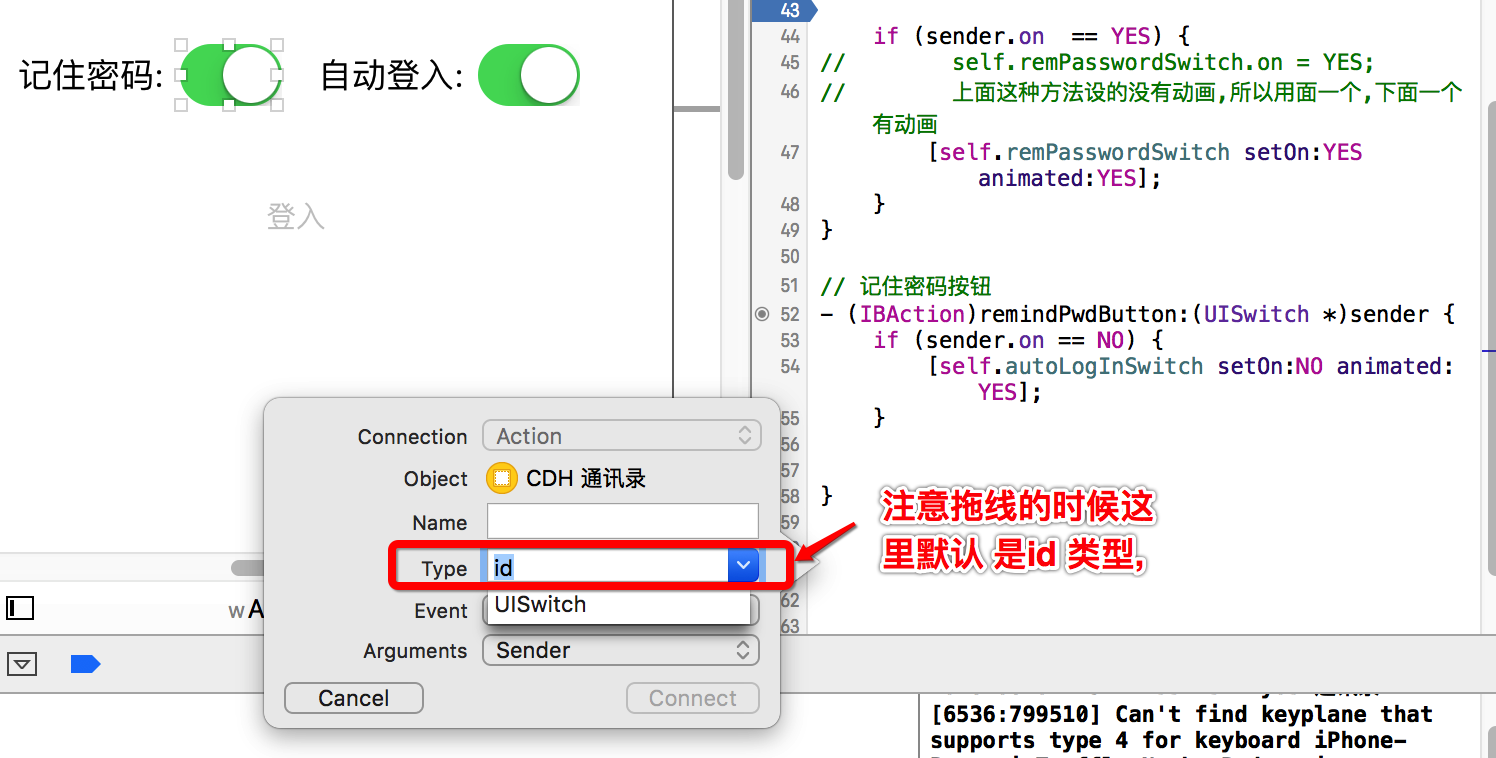 记住密码:
自动登入:
登入
43
44 if (sender.on  == YES) {
45 //        self.remPasswordSwitch.on = YES;
46 //        上面这种方法设的没有动画,所以用面一个,下面一个
有动画
47 [self.remPasswordSwitch setOn:YES
animated:YES];
48 }
49 }
50
51 // 记住密码按钮
52 - (IBAction)remindPwdButton:(UISwitch *)sender {
53 if (sender.on == NO) {
54 [self.autoLogInSwitch setOn:NO animated:
YES];
55 }
56
57
58 }
59
62
63
注意拖线的时候这
里默认 是id 类型,
Connection Action
Object CDH 通讯录
Name
Type id
UISwitch
Event
Arguments Sender
Cancel Connect
w A
[6536:799510] Can't find keyplane that
supports type 4 for keyboard iPhone-